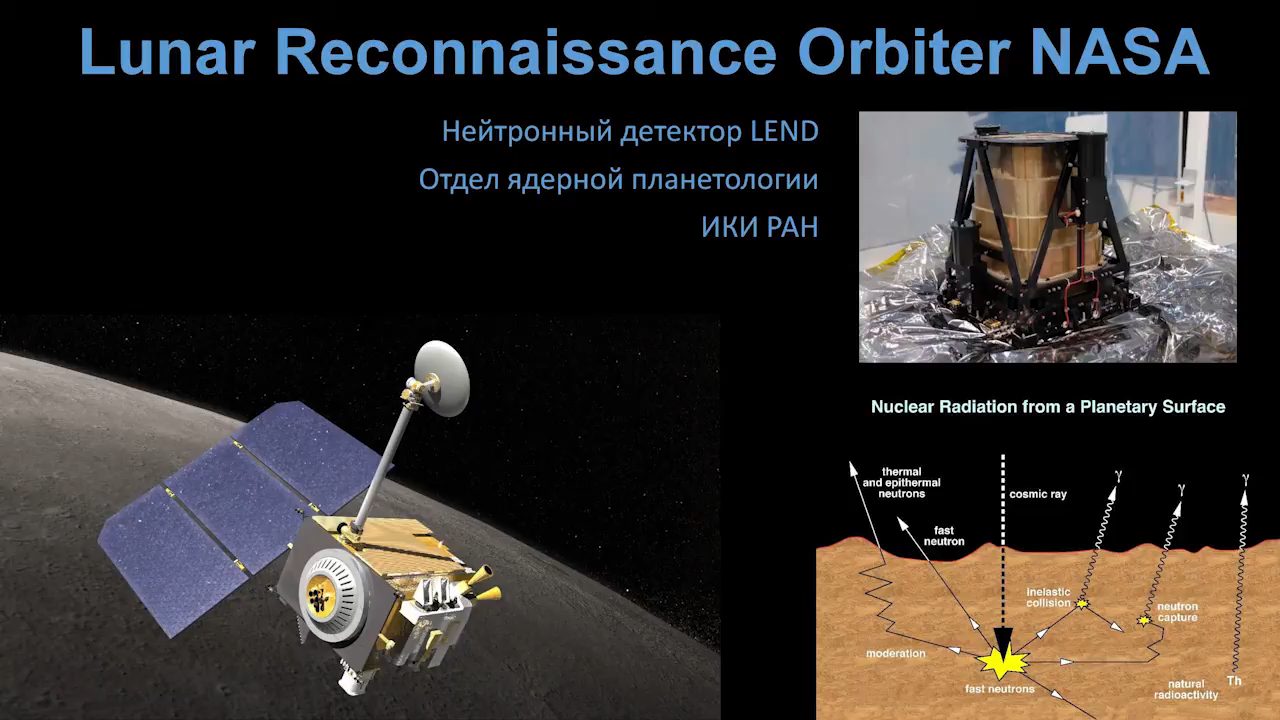 Lunar Reconnaissance Orbiter NASA
Нейтронный детектор LEND
Отдел ядерной планетологии
ИКИ РАН
Nuclear Radiation from a Planetary Surface
thermal
and epithermal
neutrons
cosmic ray
γ
γ
γ
fast
neutron
inelastic
collision
neutron
capture
moderation
fast neutrons
natural
radioactivity
Th